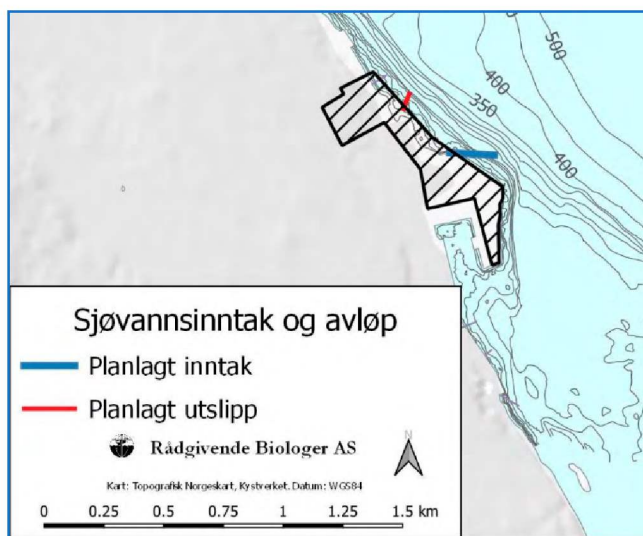 500
400
350
400
Sjøvannsinntak og avløp
Planlagt inntak
Planlagt utslipp
N
Rådgivende Biologer AS
Kart: Topografisk Norgeskart, Kystverket. Datum: WGS84
0 0.25 0.5 0.75 1 1.25 1.5 km